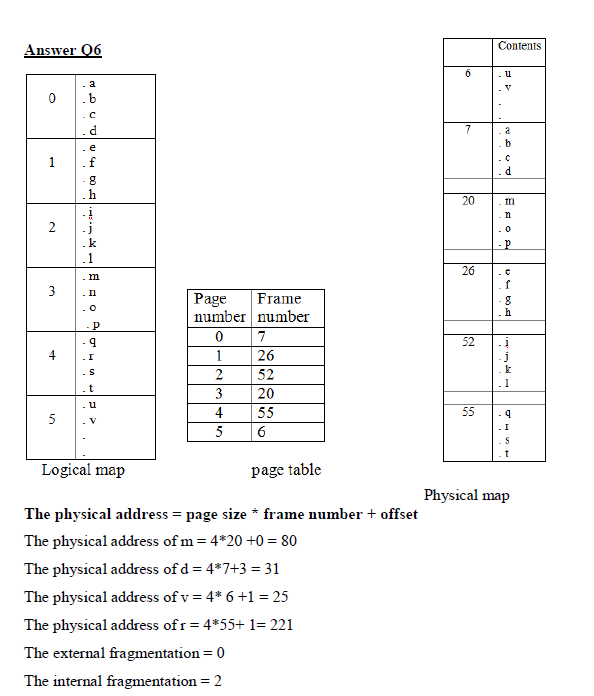 Answer Q6
0
. a
. b
. c
. d
1
. e
. f
. g
. h
2
. i
. j
. k
. l
3
. m
. n
. o
. p
4
. q
. r
. s
. t
5
. u
. v
.
.
Logical map
Page number Frame number
0 7
1 26
2 52
3 20
4 55
5 6
page table
Contents
6
. u
. v
.
.
7
. a
. b
. c
. d
20
. m
. n
. o
. p
26
. e
. f
. g
. h
52
. i
. j
. k
. l
55
. q
. r
. s
. t
Physical map
The physical address = page size * frame number + offset
The physical address of m = 4*20 +0 = 80
The physical address of d = 4*7+3 = 31
The physical address of v = 4* 6 +1 = 25
The physical address of r = 4*55+ 1= 221
The external fragmentation = 0
The internal fragmentation = 2